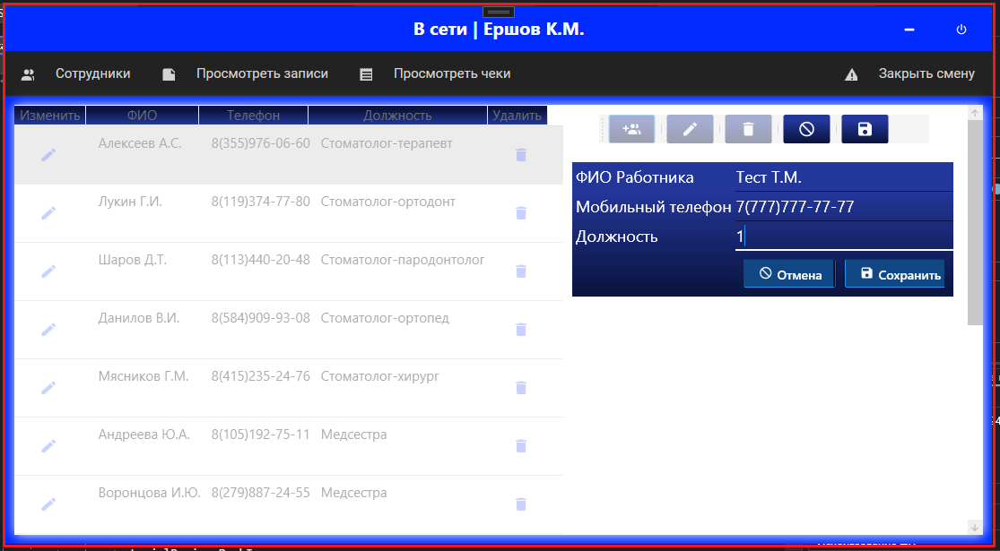 В сети | Ершов К.М.
Сотрудники Просмотреть записи Просмотреть чеки Закрыть смену
Изменить ФИО Телефон Должность Удалить
Алексеев А.С. 8(355)976-06-60 Стоматолог-терапевт
Лукин Г.И. 8(119)374-77-80 Стоматолог-ортодонт
Шаров Д.Т. 8(113)440-20-48 Стоматолог-пародонтолог
Данилов В.И. 8(584)909-93-08 Стоматолог-ортопед
Мясников Г.М. 8(415)235-24-76 Стоматолог-хирург
Андреева Ю.А. 8(105)192-75-11 Медсестра
Воронцова И.Ю. 8(279)887-24-55 Медсестра
ФИО Работника Тест Т.М.
Мобильный телефон 7(777)777-77-77
Должность 1
Отмена Сохранить